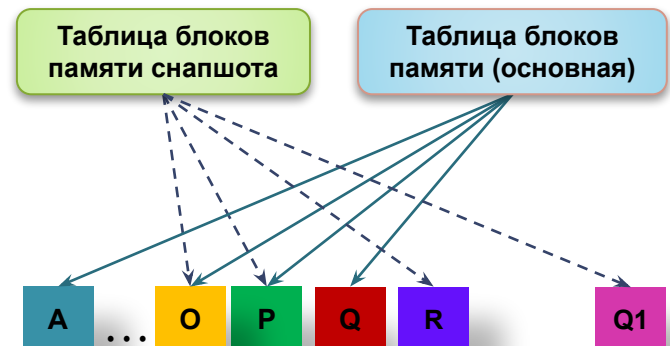 Таблица блоков
памяти снапшота
Таблица блоков
памяти (основная)
A ... O P Q R Q1